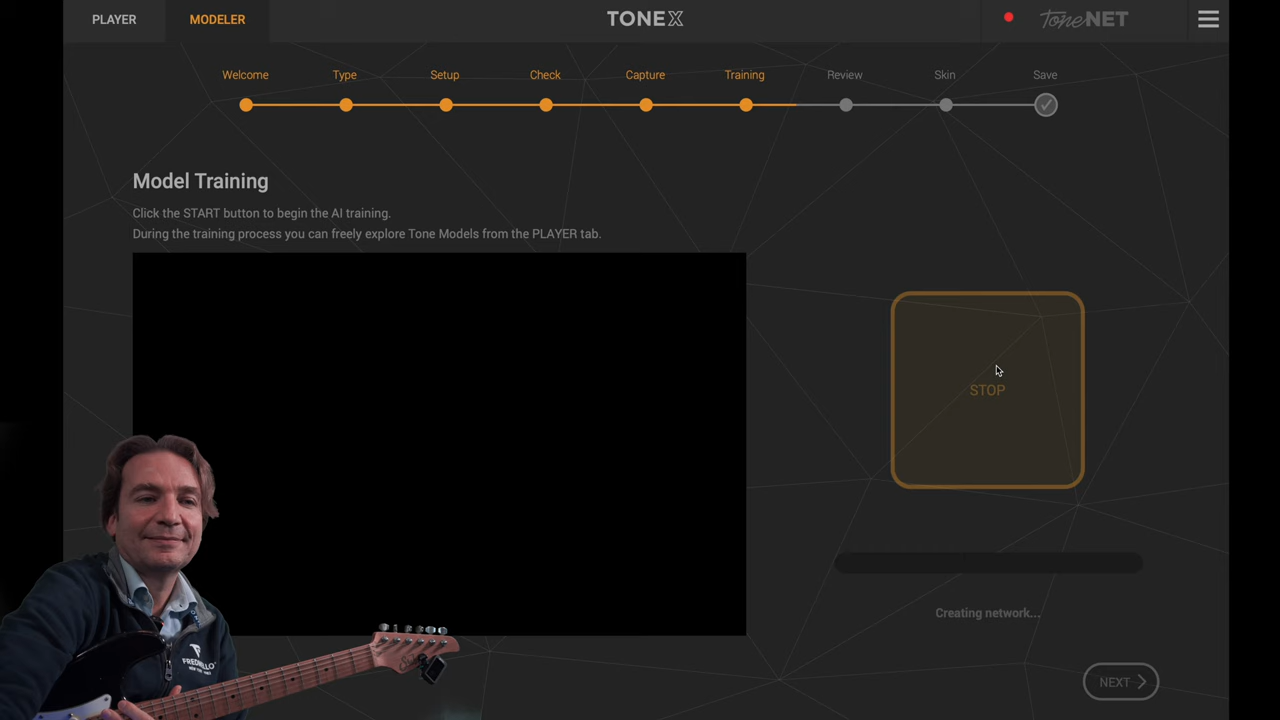 PLAYER
MODELER
TONEX
ToneNET
Welcome
Type
Setup
Check
Capture
Training
Review
Skin
Save
Model Training
Click the START button to begin the AI training.
During the training process you can freely explore Tone Models from the PLAYER tab.
STOP
Creating network...
NEXT